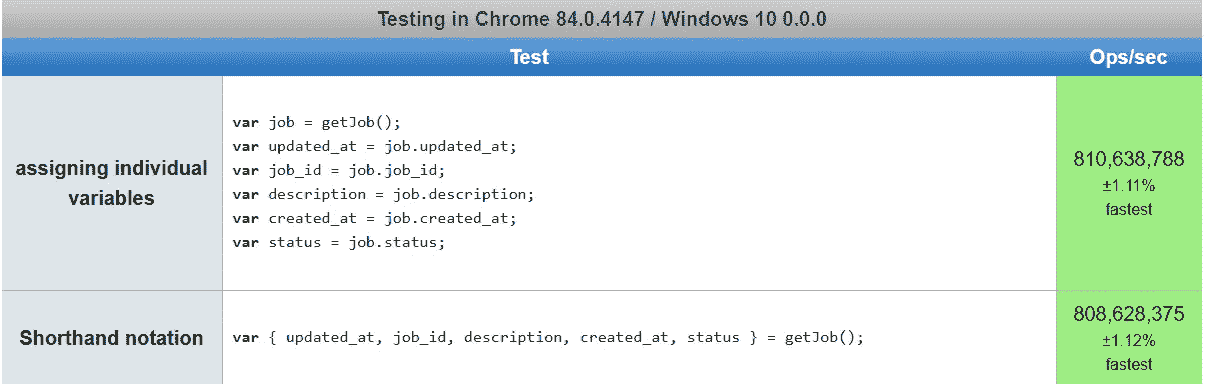 Testing in Chrome 84.0.4147 / Windows 10 0.0.0
Test
Ops/sec
assigning individual
variables
var job = getJob();
var updated_at = job.updated_at;
var job_id = job.job_id;
var description = job.description;
var created_at = job.created_at;
var status = job.status;
810,638,788
±1.11%
fastest
Shorthand notation
var { updated_at, job_id, description, created_at, status } = getJob();
808,628,375
±1.12%
fastest